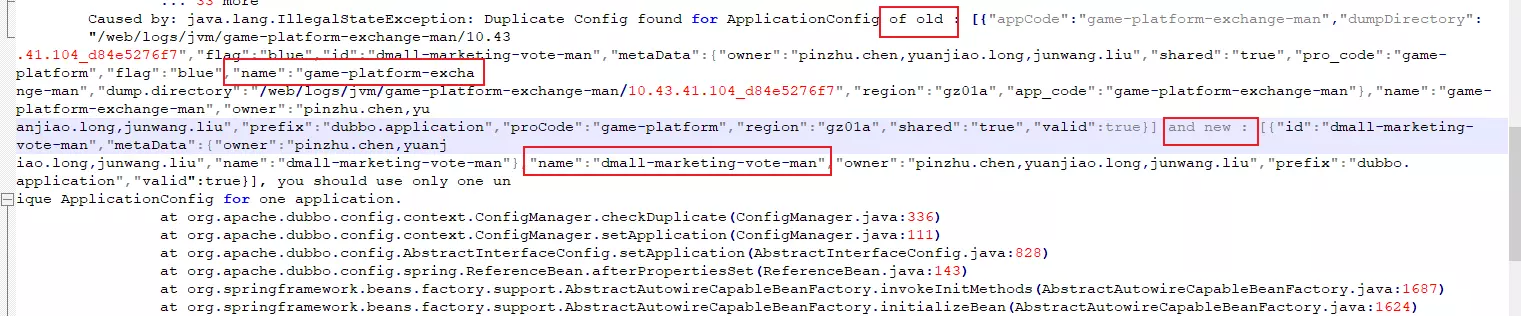 ... 33 more
Caused by: java.lang.IllegalStateException: Duplicate Config found for ApplicationConfig of old : [{"appCode":"game-platform-exchange-man","dumpDirectory":
"/web/logs/jvm/game-platform-exchange-man/10.43
.41.104_d84e5276f7","flag":"blue","id":"dmall-marketing-vote-man","metaData":{"owner":"pinzhu.chen,yuanjiao.long,junwang.liu","shared":"true","pro_code":"game-
platform","flag":"blue","name":"game-platform-excha
nge-man","dump.directory":"/web/logs/jvm/game-platform-exchange-man/10.43.41.104_d84e5276f7","region":"gz01a","app_code":"game-platform-exchange-man"},"name":"game-
platform-exchange-man","owner":"pinzhu.chen,yu
anjiao.long,junwang.liu","prefix":"dubbo.application","proCode":"game-platform","region":"gz01a","shared":"true","valid":true}] and new : [{"id":"dmall-marketing-
vote-man","metaData":{"owner":"pinzhu.chen,yuanj
iao.long,junwang.liu","name":"dmall-marketing-vote-man"},"name":"dmall-marketing-vote-man","owner":"pinzhu.chen,yuanjiao.long,junwang.liu","prefix":"dubbo.
application","valid":true}], you should use only one un
ique ApplicationConfig for one application.
at org.apache.dubbo.config.context.ConfigManager.checkDuplicate(ConfigManager.java:336)
at org.apache.dubbo.config.context.ConfigManager.setApplication(ConfigManager.java:111)
at org.apache.dubbo.config.AbstractInterfaceConfig.setApplication(AbstractInterfaceConfig.java:828)
at org.apache.dubbo.config.spring.ReferenceBean.afterPropertiesSet(ReferenceBean.java:143)
at org.springframework.beans.factory.support.AbstractAutowireCapableBeanFactory.invokeInitMethods(AbstractAutowireCapableBeanFactory.java:1687)
at org.springframework.beans.factory.support.AbstractAutowireCapableBeanFactory.initializeBean(AbstractAutowireCapableBeanFactory.java:1624)